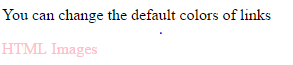 You can change the default colors of links
HTML Images